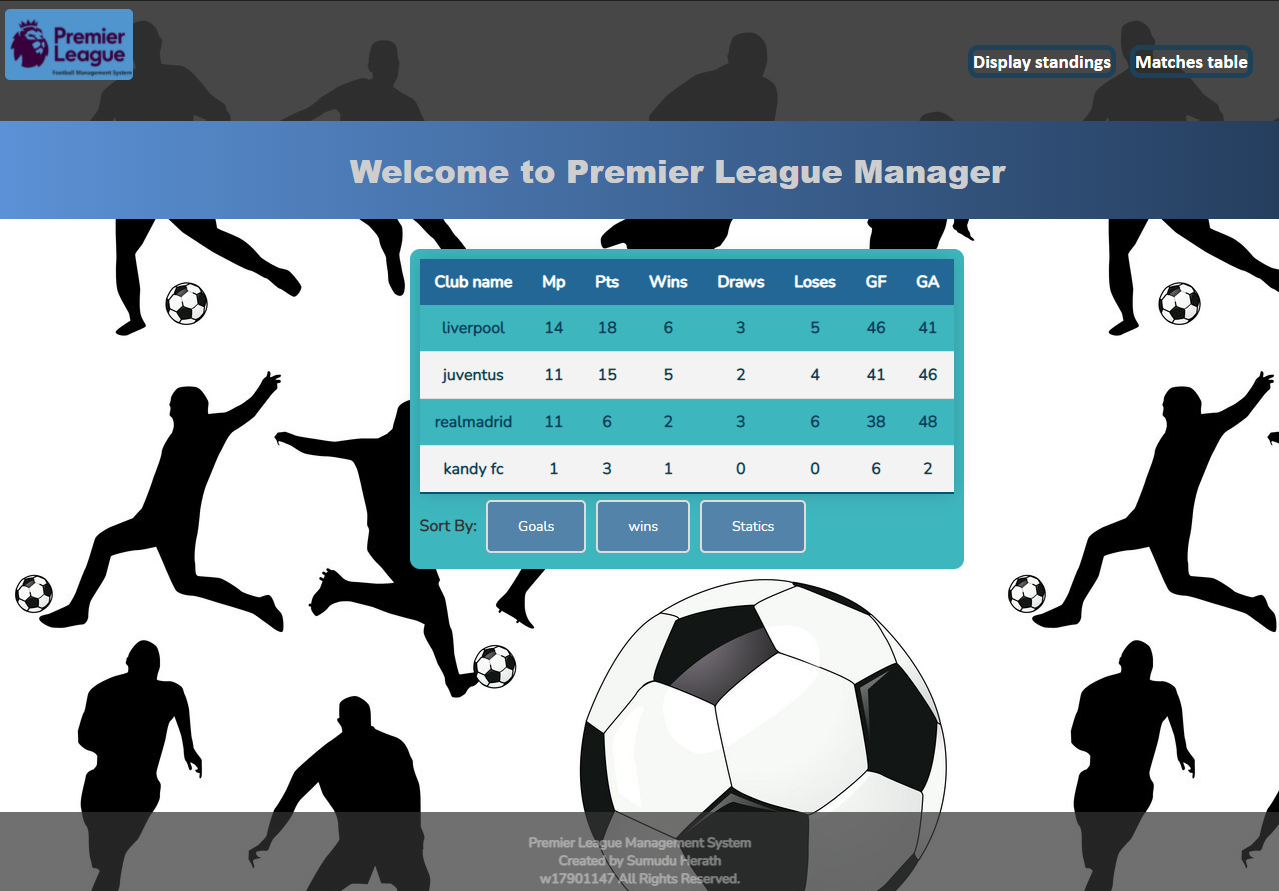 Premier
League
Football Management System
Display standings Matches table
Welcome to Premier League Manager
Club name Mp Pts Wins Draws Loses GF GA
liverpool 14 18 6 3 5 46 41
juventus 11 15 5 2 4 41 46
realmadrid 11 6 2 3 6 38 48
kandy fc 1 3 1 0 0 6 2
Sort By: Goals wins Statics
Premier League Management System
Created by Sumudu Herath
w17901147 All Rights Reserved.